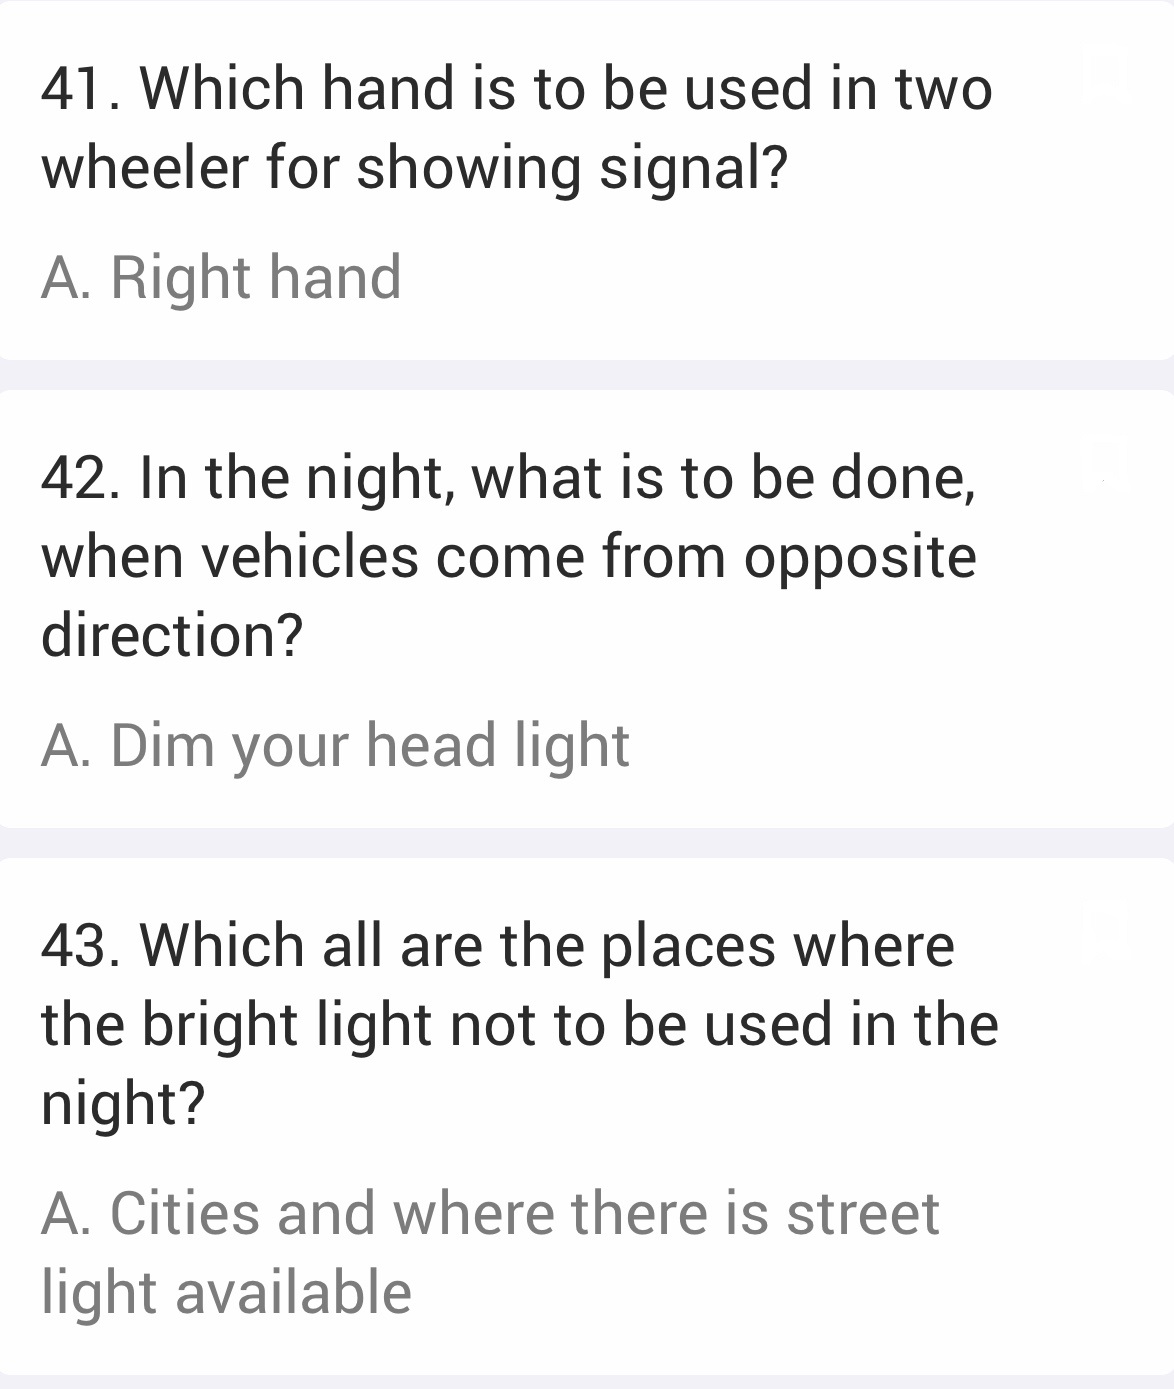 41. Which hand is to be used in two
wheeler for showing signal?
A. Right hand
42. In the night, what is to be done,
when vehicles come from opposite
direction?
A. Dim your head light
43. Which all are the places where
the bright light not to be used in the
night?
A. Cities and where there is street
light available